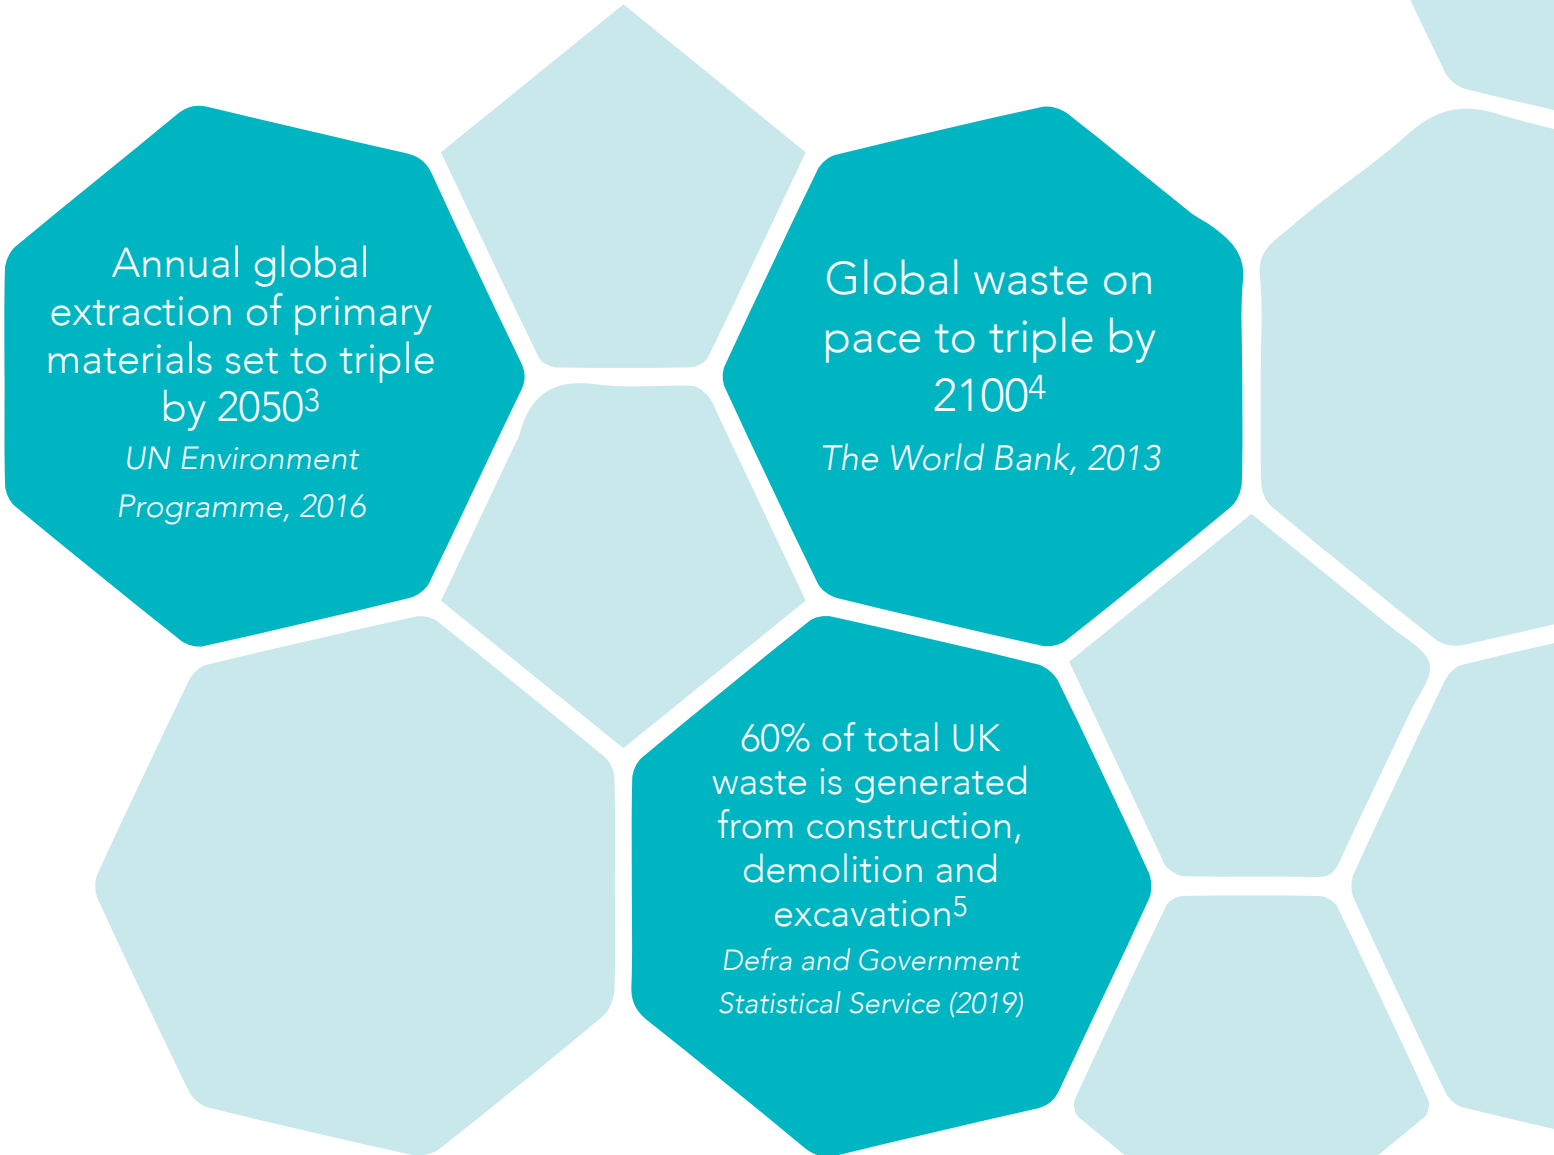 Annual global
extraction of primary
materials set to triple
by 2050³
UN Environment
Programme, 2016
Global waste on
pace to triple by
2100⁴
The World Bank, 2013
60% of total UK
waste is generated
from construction,
demolition and
excavation⁵
Defra and Government
Statistical Service (2019)